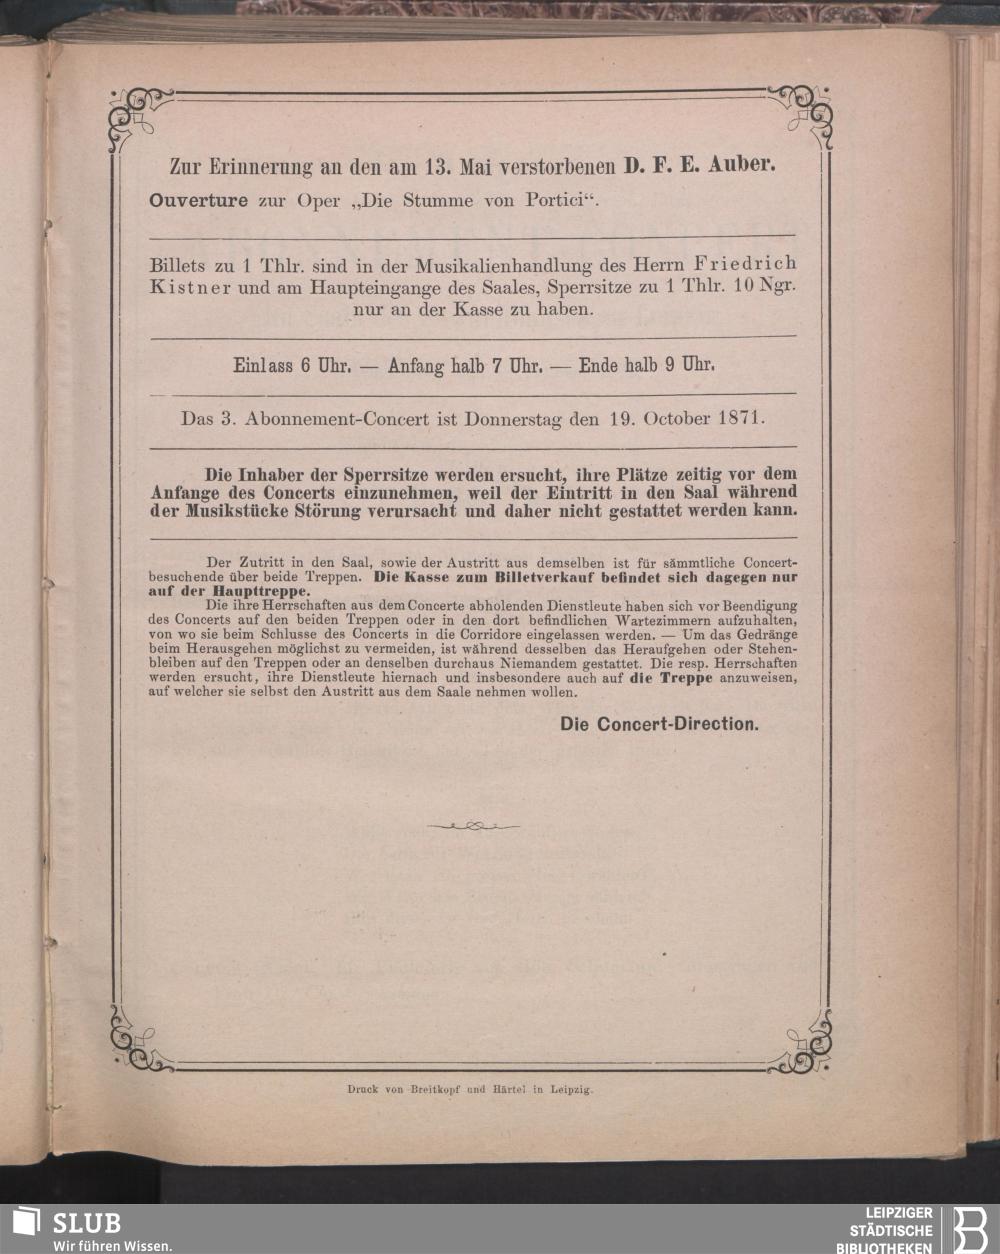 Zur Erinnerung an den am 13. Mai verstorbenen D. F. E. Auber.
Ouverture zur Oper „Die Stumme von Portici“.
Billets zu 1 Thlr. sind in der Musikalienhandlung des Herrn Friedrich
Kistner und am Haupteingange des Saales, Sperrsitze zu 1 Thlr. 10 Ngr.
nur an der Kasse zu haben.
Einlass 6 Uhr. — Anfang halb 7 Uhr. — Ende halb 9 Uhr.
Das 3. Abonnement-Concert ist Donnerstag den 19. October 1871.
Die Inhaber der Sperrsitze werden ersucht, ihre Plätze zeitig vor dem
Anfange des Concerts einzunehmen, weil der Eintritt in den Saal während
der Musikstücke Störung verursacht und daher nicht gestattet werden kann.
Der Zutritt in den Saal, sowie der Austritt aus demselben ist für sämmtliche Concert-
besuchende über beide Treppen. Die Kasse zum Billetverkauf befindet sich dagegen nur
auf der Haupttreppe.
Die ihre Herrschaften aus dem Concerte abholenden Dienstleute haben sich vor Beendigung
des Concerts auf den beiden Treppen oder in den dort befindlichen Wartezimmern aufzuhalten,
von wo sie beim Schlusse des Concerts in die Corridore eingelassen werden. — Um das Gedränge
beim Herausgehen möglichst zu vermeiden, ist während desselben das Heraufgehen oder Stehen-
bleiben auf den Treppen oder an denselben durchaus Niemandem gestattet. Die resp. Herrschaften
werden ersucht, ihre Dienstleute hiernach und insbesondere auch auf die Treppe anzuweisen,
auf welcher sie selbst den Austritt aus dem Saale nehmen wollen.
Die Concert-Direction.
Druck von Breitkopf und Härtel in Leipzig.
SLUB
Wir führen Wissen.
LEIPZIGER
STÄDTISCHE
BIBLIOTHEKEN